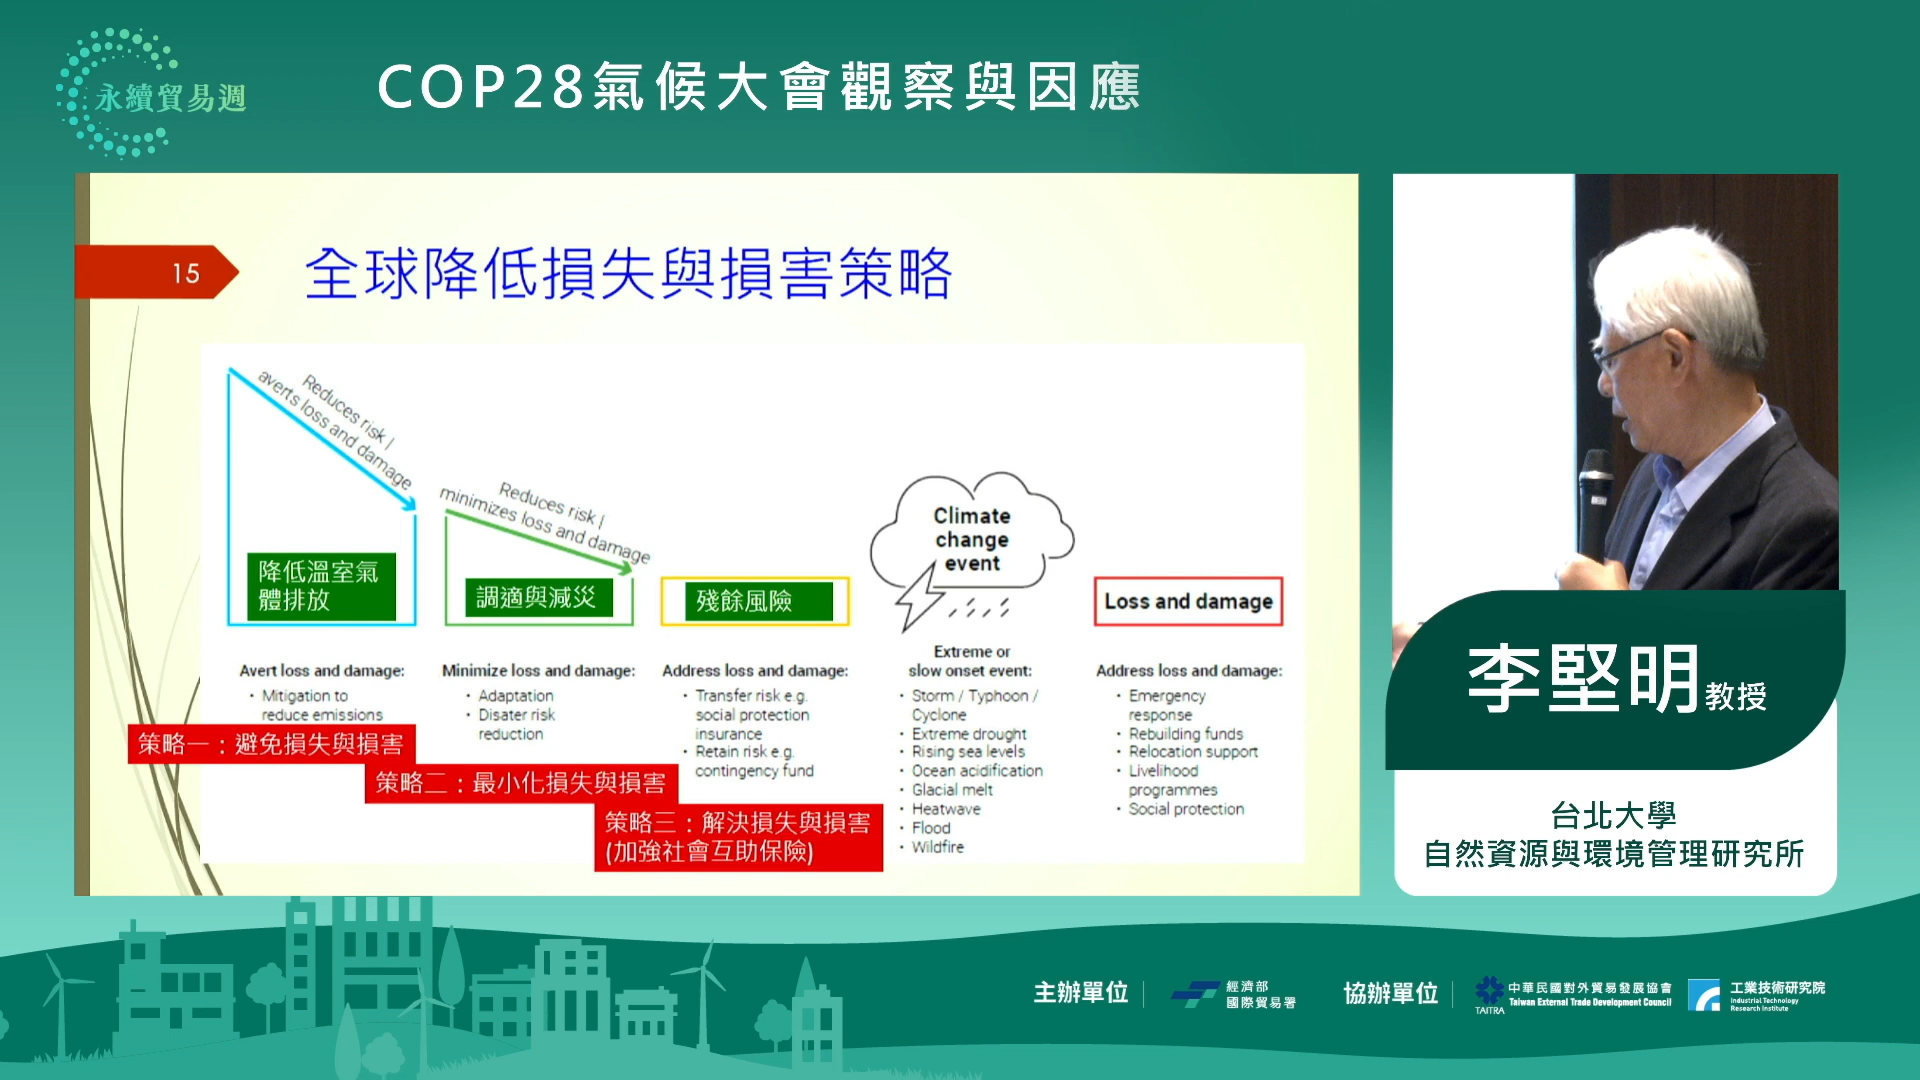 永續貿易週
COP28氣候大會觀察與因應
15
全球降低損失與損害策略
Reduces risk |
averts loss and damage
降低溫室氣
體排放
Reduces risk |
minimizes loss and damage
調適與減災
殘餘風險
Climate
change
event
Loss and damage
Avert loss and damage:
• Mitigation to
reduce emissions
Minimize loss and damage:
• Adaptation
• Disater risk
reduction
Address loss and damage:
• Transfer risk e.g.
social protection
insurance
• Retain risk e.g.
contingency fund
Extreme or
slow onset event:
• Storm / Typhoon /
Cyclone
• Extreme drought
• Rising sea levels
• Ocean acidification
• Glacial melt
• Heatwave
• Flood
• Wildfire
Address loss and damage:
• Emergency
response
• Rebuilding funds
• Relocation support
• Livelihood
programmes
• Social protection
策略一：避免損失與損害
策略二：最小化損失與損害
策略三：解決損失與損害
(加強社會互助保險)
李堅明教授
台北大學
自然資源與環境管理研究所
主辦單位
經濟部
國際貿易署
協辦單位
TAITRA
中華民國對外貿易發展協會
Taiwan External Trade Development Council
工業技術研究院
Industrial Technology
Research Institute